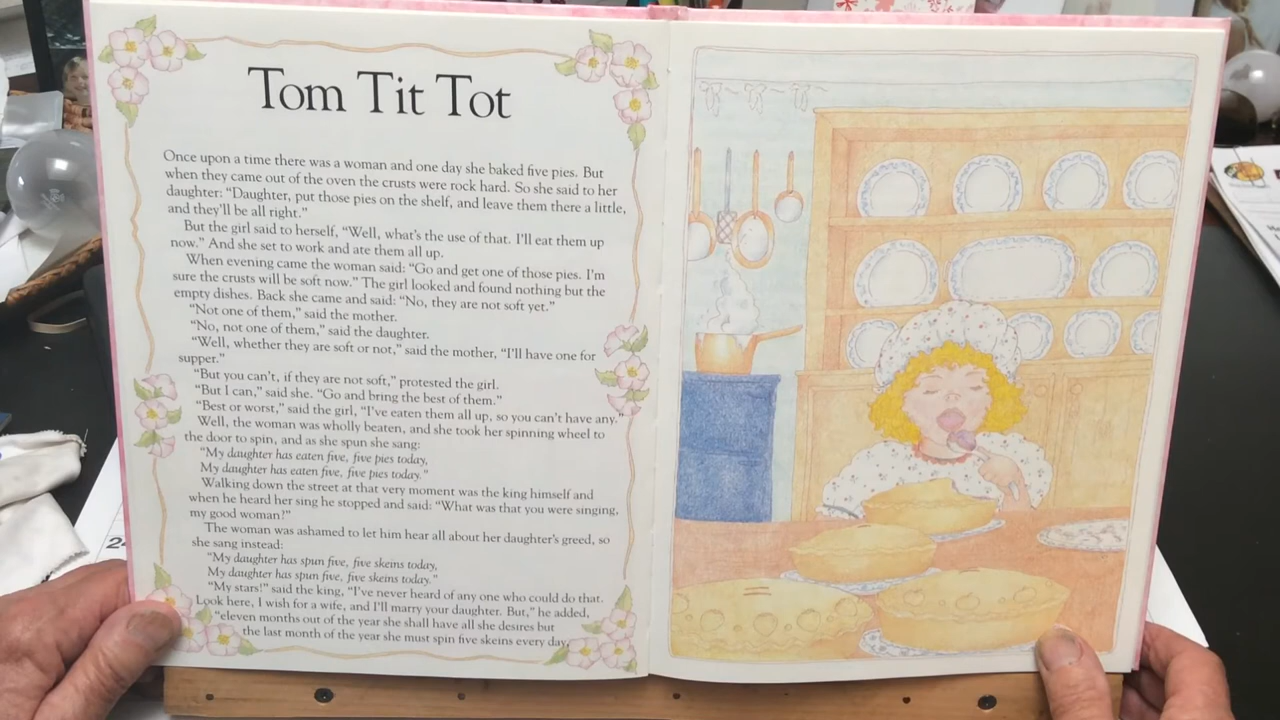 Tom Tit Tot
Once upon a time there was a woman and one day she baked five pies. But
when they came out of the oven the crusts were rock hard. So she said to her
daughter: “Daughter, put those pies on the shelf, and leave them there a little,
and they’ll be all right.”
But the girl said to herself, “Well, what’s the use of that. I’ll eat them up
now.” And she set to work and ate them all up.
When evening came the woman said: “Go and get one of those pies. I’m
sure the crusts will be soft now.” The girl looked and found nothing but the
empty dishes. Back she came and said: “No, they are not soft yet.”
“Not one of them,” said the mother.
“No, not one of them,” said the daughter.
“Well, whether they are soft or not,” said the mother, “I’ll have one for
supper.”
“But you can’t, if they are not soft,” protested the girl.
“But I can,” said she. “Go and bring the best of them.”
“Best or worst,” said the girl, “I’ve eaten them all up, so you can’t have any.”
Well, the woman was wholly beaten, and she took her spinning wheel to
the door to spin, and as she spun she sang:
“My daughter has eaten five, five pies today,
My daughter has eaten five, five pies today.”
Walking down the street at that very moment was the king himself and
when he heard her sing he stopped and said: “What was that you were singing,
my good woman?”
The woman was ashamed to let him hear all about her daughter’s greed, so
she sang instead:
“My daughter has spun five, five skeins today,
My daughter has spun five, five skeins today.”
“My stars!” said the king, “I’ve never heard of any one who could do that.
Look here, I wish for a wife, and I’ll marry your daughter. But,” he added,
“eleven months out of the year she shall have all she desires but
the last month of the year she must spin five skeins every day,